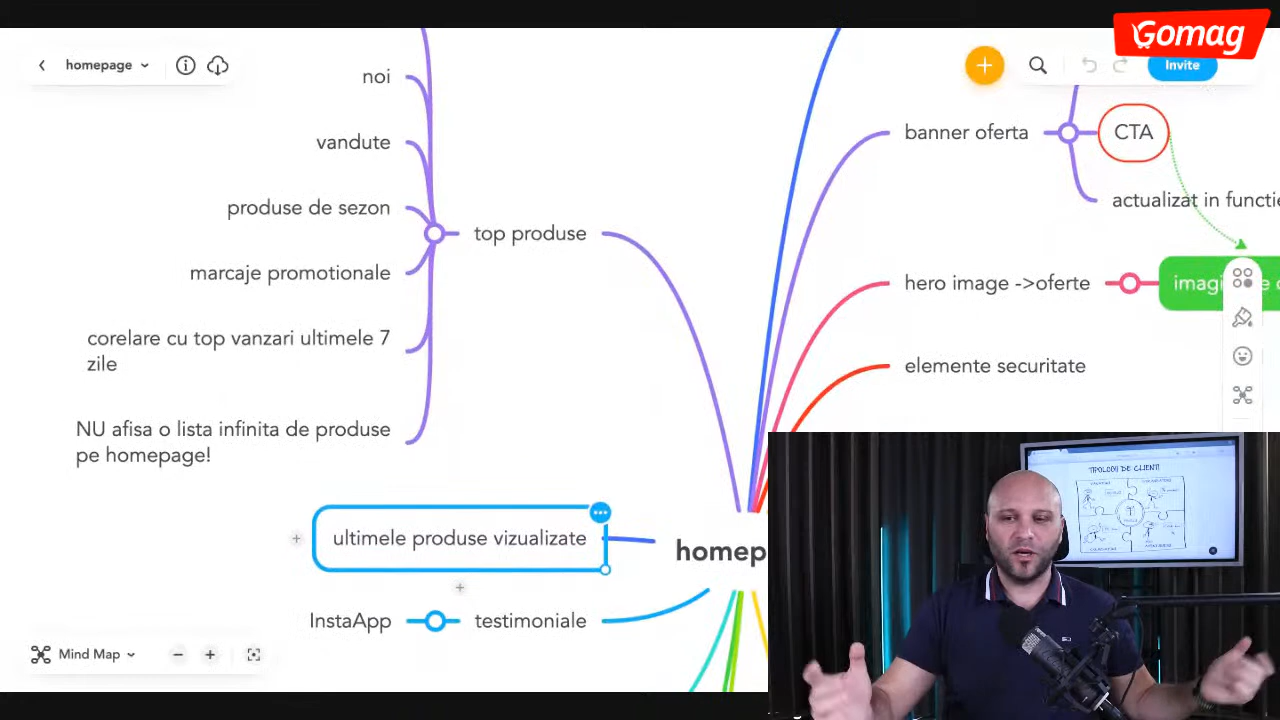 Gomag
homepage
Invite
noi
vandute
produse de sezon
marcaje promotionale
corelare cu top vanzari ultimele 7
zile
NU afisa o lista infinita de produse
pe homepage!
top produse
ultimele produse vizualizate
InstaApp
testimoniale
homep
banner oferta
CTA
actualizat in functie
hero image ->oferte
elemente securitate
Mind Map
TIPOLOGII DE CLIENTI